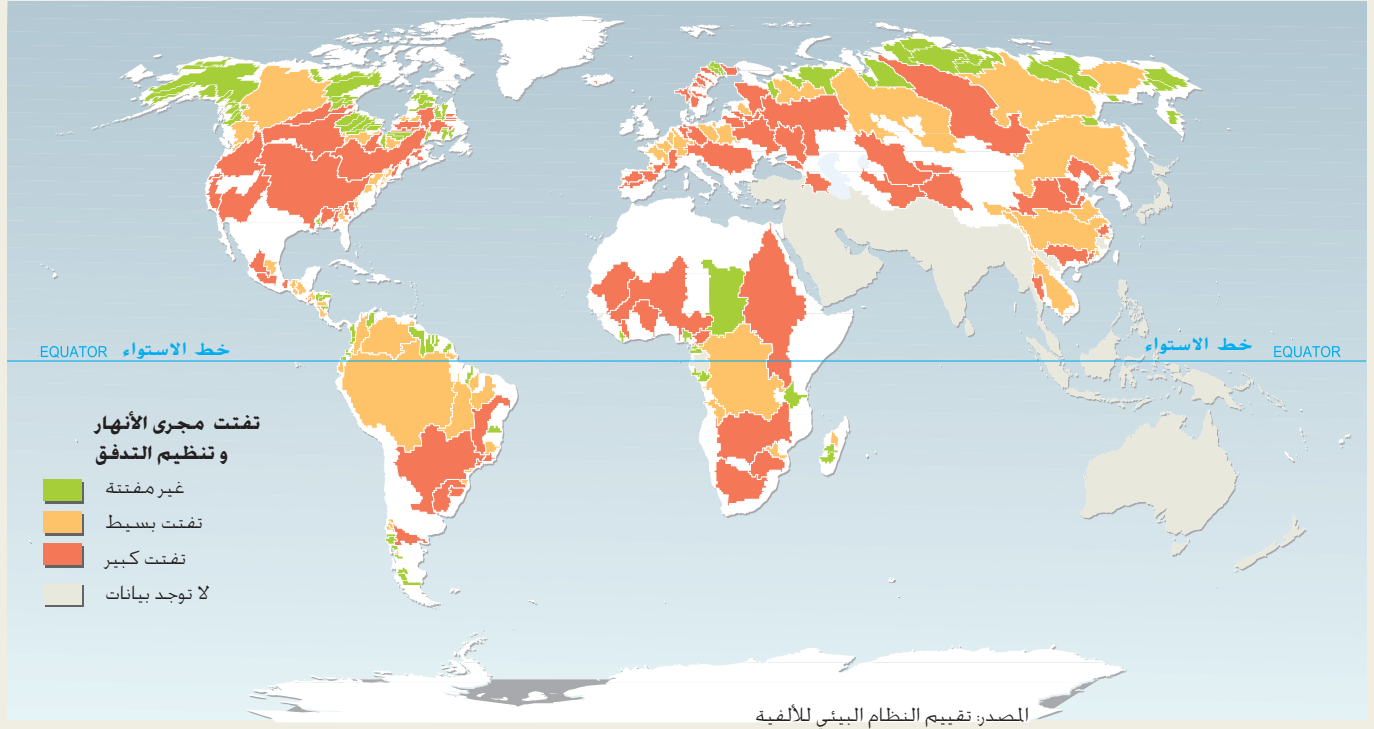 خط الاستواء EQUATOR
خط الاستواء EQUATOR
تفتت مجرى الأنهار
و تنظيم التدفق
غير مفتتة
تفتت بسيط
تفتت كبير
لا توجد بيانات
المصدر: تقييم النظام البيئي للألفية